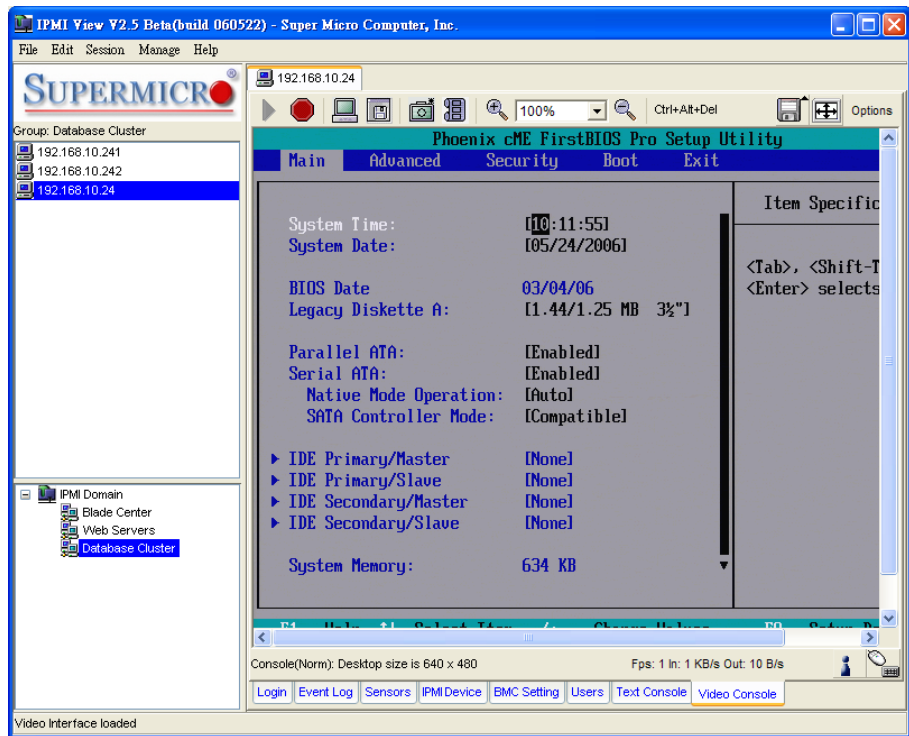 IPMI View V2.5 Beta(build 060522) - Super Micro Computer, Inc.
File Edit Session Manage Help
SUPERMICRO®
192.168.10.24
100% Ctrl+Alt+Del Options
Group: Database Cluster
192.168.10.241
192.168.10.242
192.168.10.24
IPMI Domain
Blade Center
Web Servers
Database Cluster
Phoenix cME FirstBIOS Pro Setup Utility
Main Advanced Security Boot Exit
Item Specific
System Time: [10:11:55]
System Date: [05/24/2006]
<Tab>, <Shift-T
<Enter> selects
BIOS Date 03/04/06
Legacy Diskette A: [1.44/1.25 MB 3½"]
Parallel ATA: [Enabled]
Serial ATA: [Enabled]
Native Mode Operation: [Auto]
SATA Controller Mode: [Compatible]
IDE Primary/Master [None]
IDE Primary/Slave [None]
IDE Secondary/Master [None]
IDE Secondary/Slave [None]
System Memory: 634 KB
F1 Help ↑↓ Select Item -/+ Change Values F9 Setup
Console(Norm): Desktop size is 640 x 480 Fps: 1 In: 1 KB/s Out: 10 B/s
Login Event Log Sensors IPMI Device BMC Setting Users Text Console Video Console
Video Interface loaded